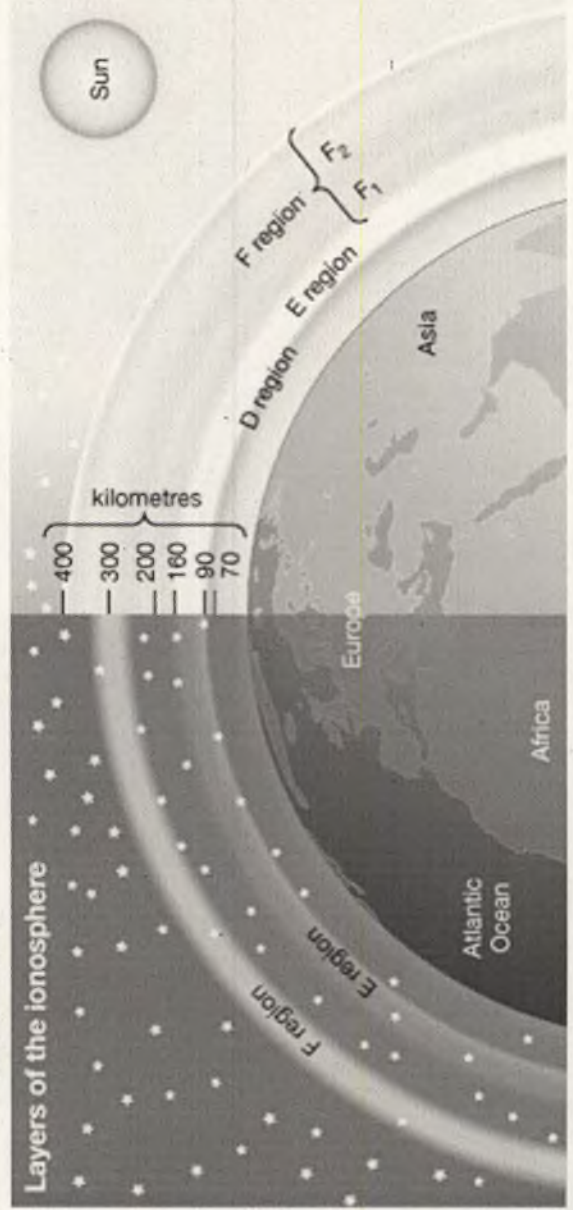 Layers of the ionosphere
Sun
kilometres
400
300
200
160
90
70
F region
F₂
F₁
E region
D region
F region
E region
Europe
Asia
Atlantic
Ocean
Africa